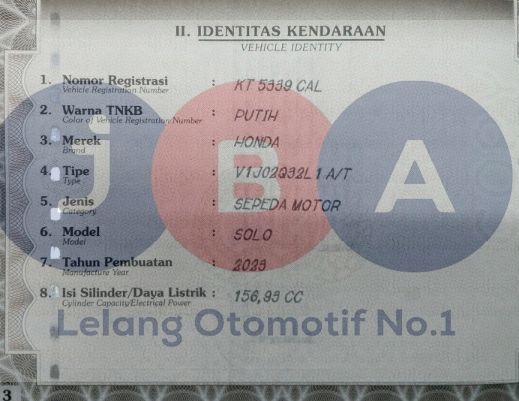 II. IDENTITAS KENDARAAN
VEHICLE IDENTITY
1. Nomor Registrasi : KT 5339 CAL
Vehicle Registration Number
2. Warna TNKB : PUTIH
Color of Vehicle Registration Number
3. Merek : HONDA
Brand
4. Tipe : V1J02Q32L1 A/T
Type
5. Jenis : SEPEDA MOTOR
Category
6. Model : SOLO
Model
7. Tahun Pembuatan : 2023
Manufacture Year
8. Isi Silinder/Daya Listrik : 156,93 CC
Cylinder Capacity/Electrical Power
JBA
Lelang Otomotif No.1
3